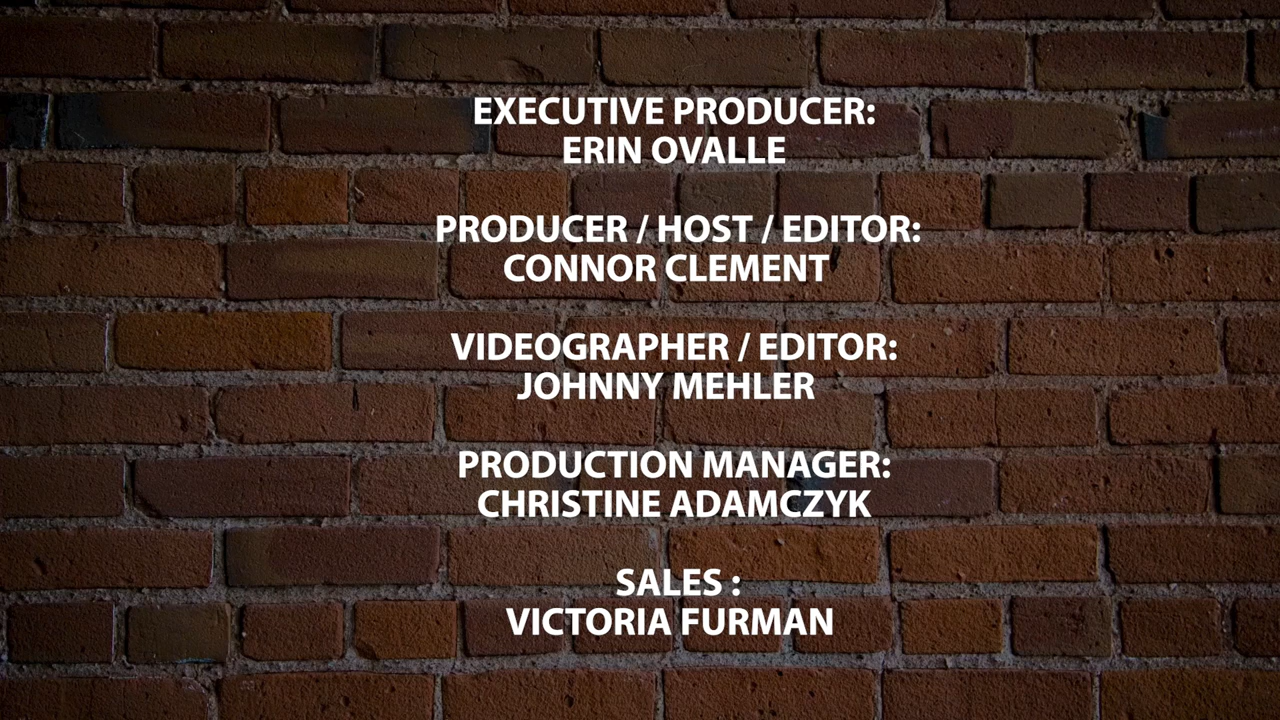 EXECUTIVE PRODUCER:
ERIN OVALLE
PRODUCER / HOST / EDITOR:
CONNOR CLEMENT
VIDEOGRAPHER / EDITOR:
JOHNNY MEHLER
PRODUCTION MANAGER:
CHRISTINE ADAMCZYK
SALES :
VICTORIA FURMAN